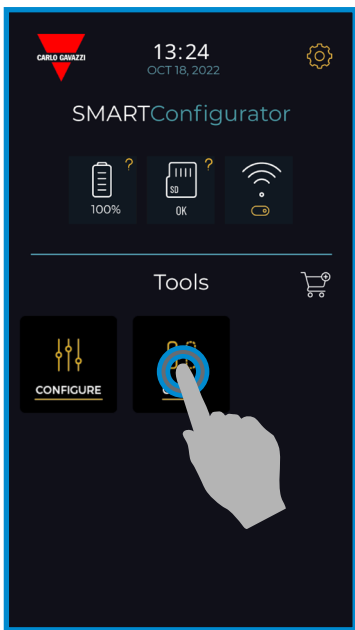 CARLO GAVAZZI
13:24
OCT 18, 2022
SMARTConfigurator
?
?
100%
SD
OK
Tools
CONFIGURE